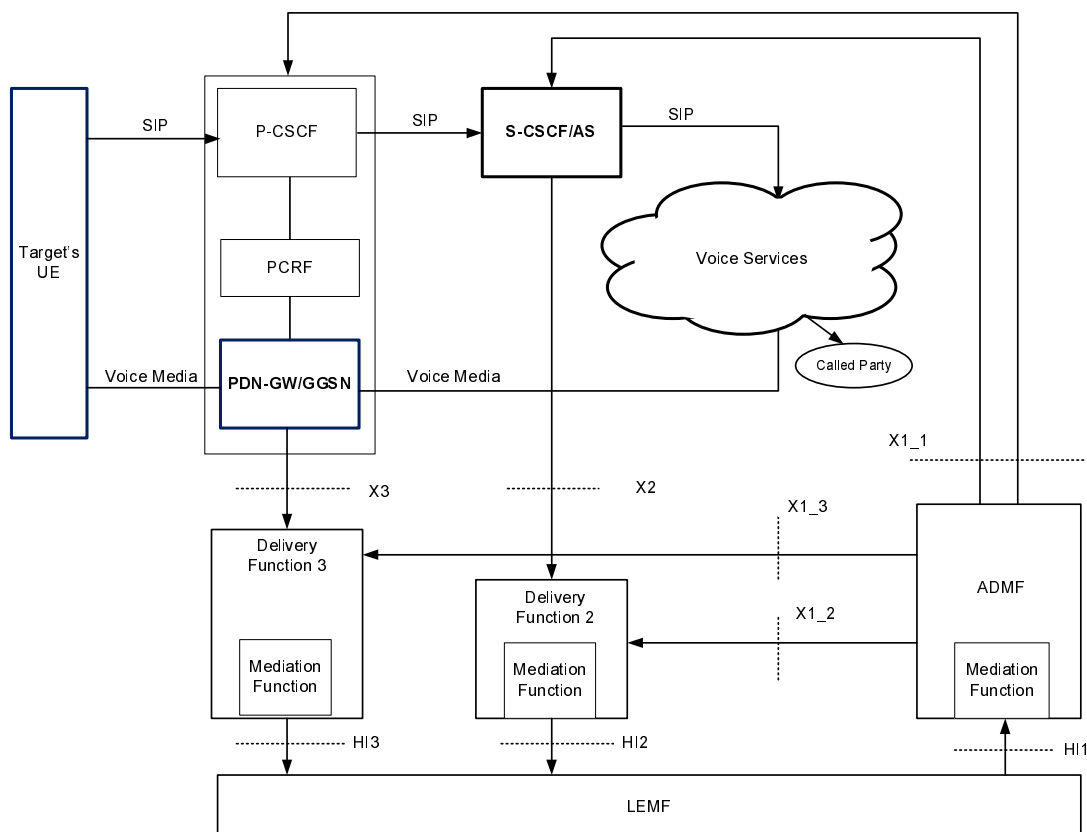 SIP
P-CSCF
SIP
S-CSCF/AS
SIP
Target's
UE
PCRF
Voice Services
Voice Media
PDN-GW/GGSN
Voice Media
Called Party
X1_1
X3
X2
X1_3
Delivery
Function 3
ADMF
Delivery
Function 2
X1_2
Mediation
Function
Mediation
Function
Mediation
Function
HI3
HI2
HI1
LEMF